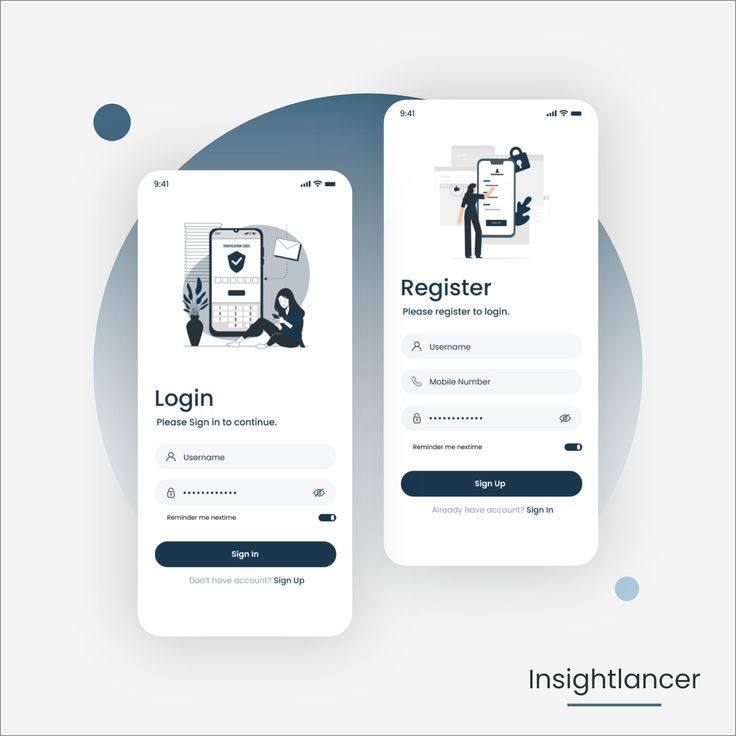 9:41
VERIFICATION CODE
Login
Please Sign in to continue.
Username
Reminder me nextime
Sign In
Don't have account? Sign Up
9:41
Register
Please register to login.
Username
Mobile Number
Reminder me nextime
Sign Up
Already have account? Sign In
Insightlancer